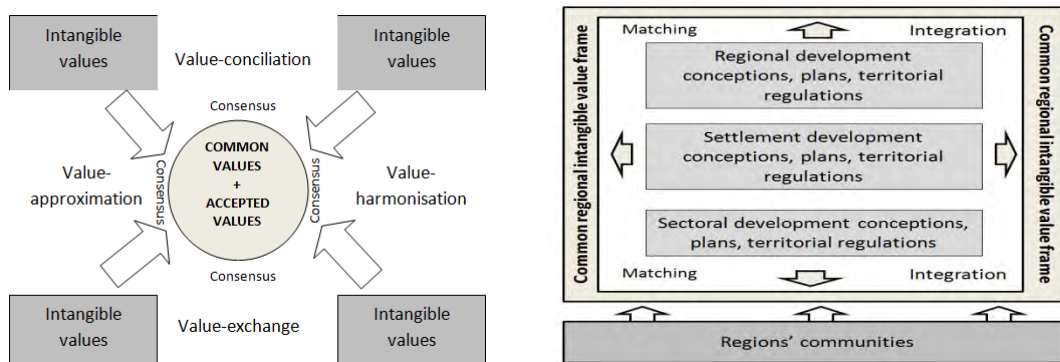 Intangible
values
Value-conciliation
Intangible
values
Consensus
Value-
approximation
Consensus
COMMON
VALUES
+
ACCEPTED
VALUES
Consensus
Value-
harmonisation
Consensus
Intangible
values
Value-exchange
Intangible
values
Common regional intangible value frame
Matching
Integration
Regional development
conceptions, plans, territorial
regulations
Settlement development
conceptions, plans, territorial
regulations
Sectoral development conceptions,
plans, territorial regulations
Matching
Integration
Common regional intangible value frame
Regions' communities